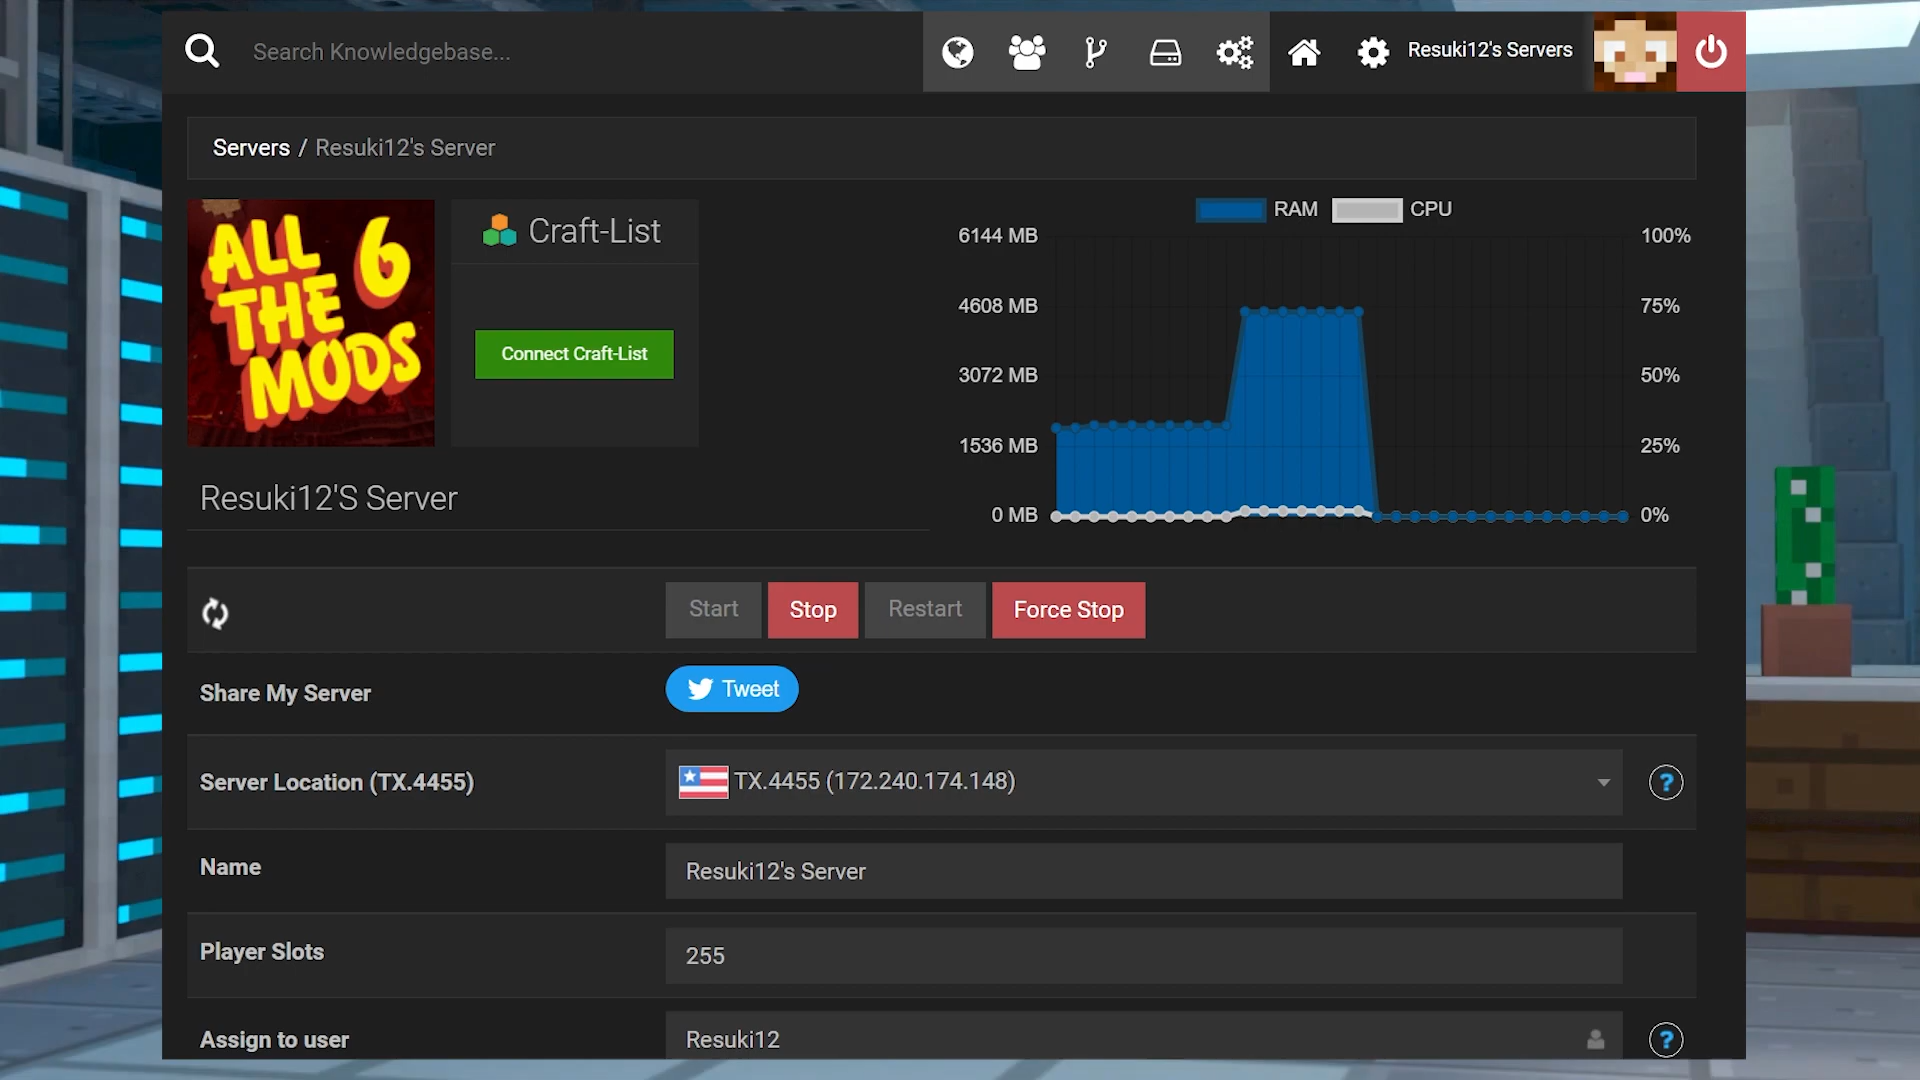 Search Knowledgebase...
Resuki12's Servers
Servers / Resuki12's Server
ALL
THE 6
MODS
Craft-List
Connect Craft-List
RAM
CPU
6144 MB
100%
4608 MB
75%
3072 MB
50%
1536 MB
25%
0 MB
0%
Resuki12'S Server
Start
Stop
Restart
Force Stop
Share My Server
Tweet
Server Location (TX.4455)
TX.4455 (172.240.174.148)
?
Name
Resuki12's Server
Player Slots
255
Assign to user
Resuki12
?